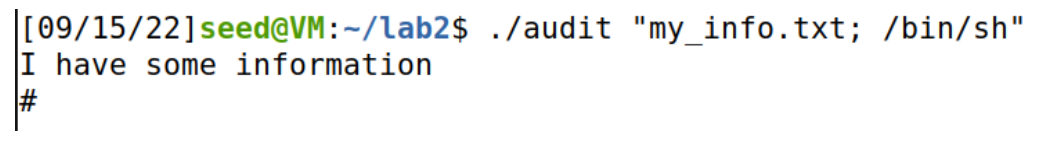 [09/15/22]seed@VM:~/lab2$ ./audit "my_info.txt; /bin/sh"
I have some information
#